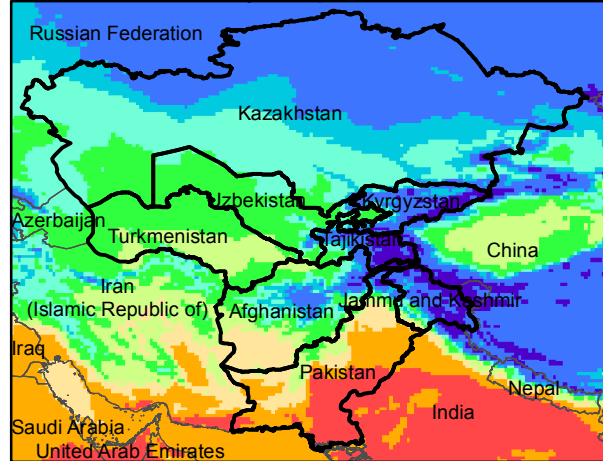 Russian Federation
Kazakhstan
Uzbekistan
Kyrgyzstan
Azerbaijan
Turkmenistan
Tajikistan
China
Iran
(Islamic Republic of)
Afghanistan
Jammu and Kashmir
Iraq
Pakistan
Nepal
India
Saudi Arabia
United Arab Emirates